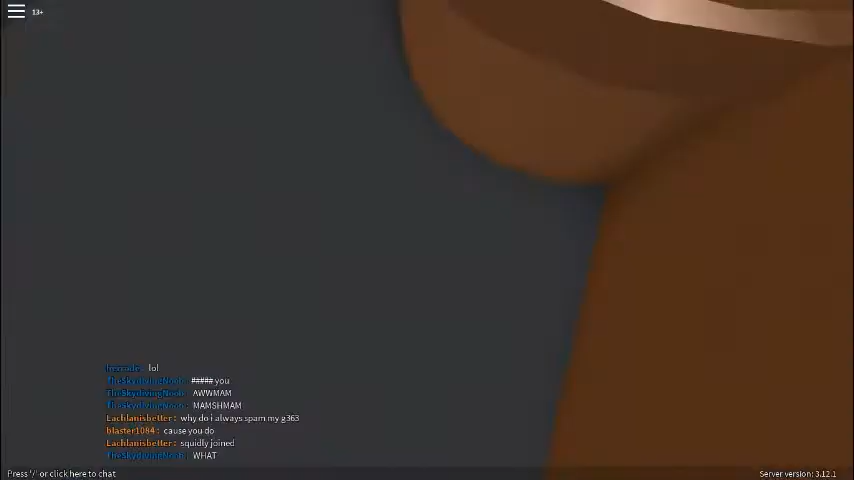 13+
lol
TheSkydivingNoob: ##### you
TheSkydivingNoob: AWWMAM
TheSkydivingNoob: MAMSHMAM
Lachlanisbetter: why do i always spam my g363
blaster1084: cause you do
Lachlanisbetter: squidly joined
TheSkydivingNoob: WHAT
Press '/' or click here to chat
Server version: 3.12.1